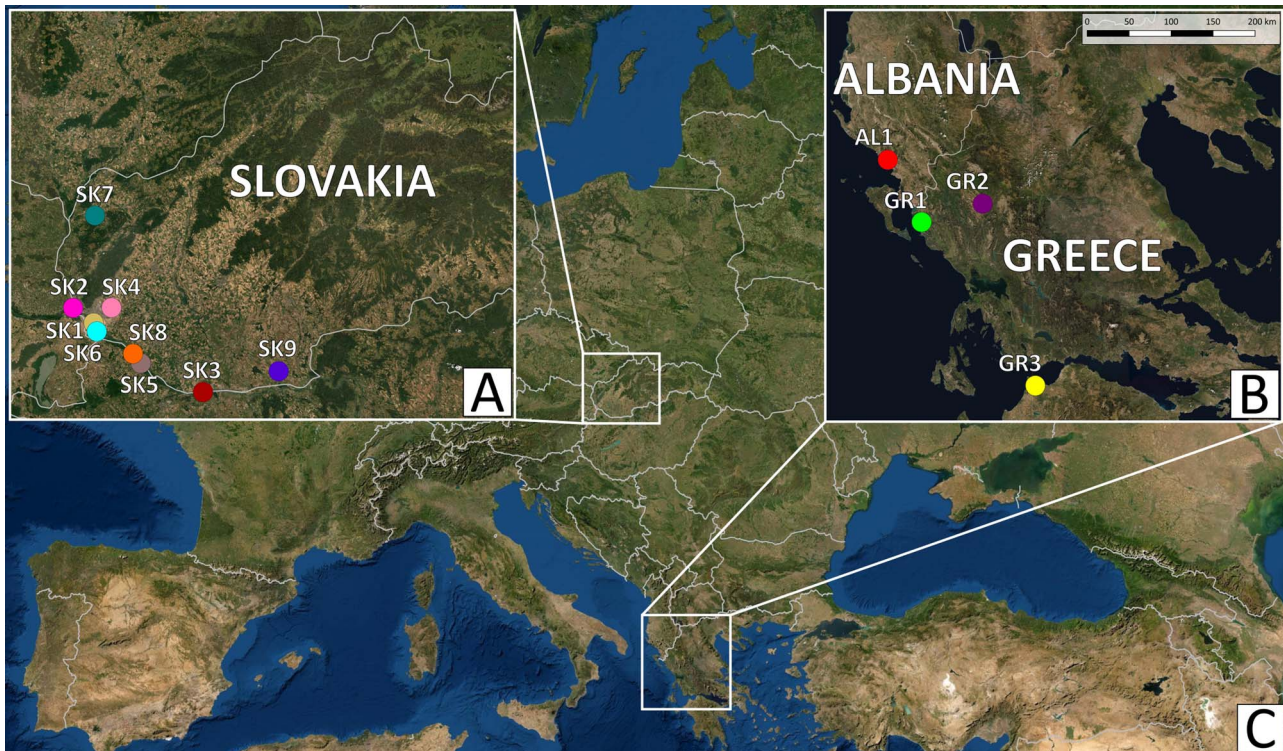 SLOVAKIA
SK7
SK2
SK4
SK1
SK6
SK8
SK5
SK3
SK9
A
0 50 100 150 200 km
ALBANIA
AL1
GR1
GR2
GREECE
GR3
B
C